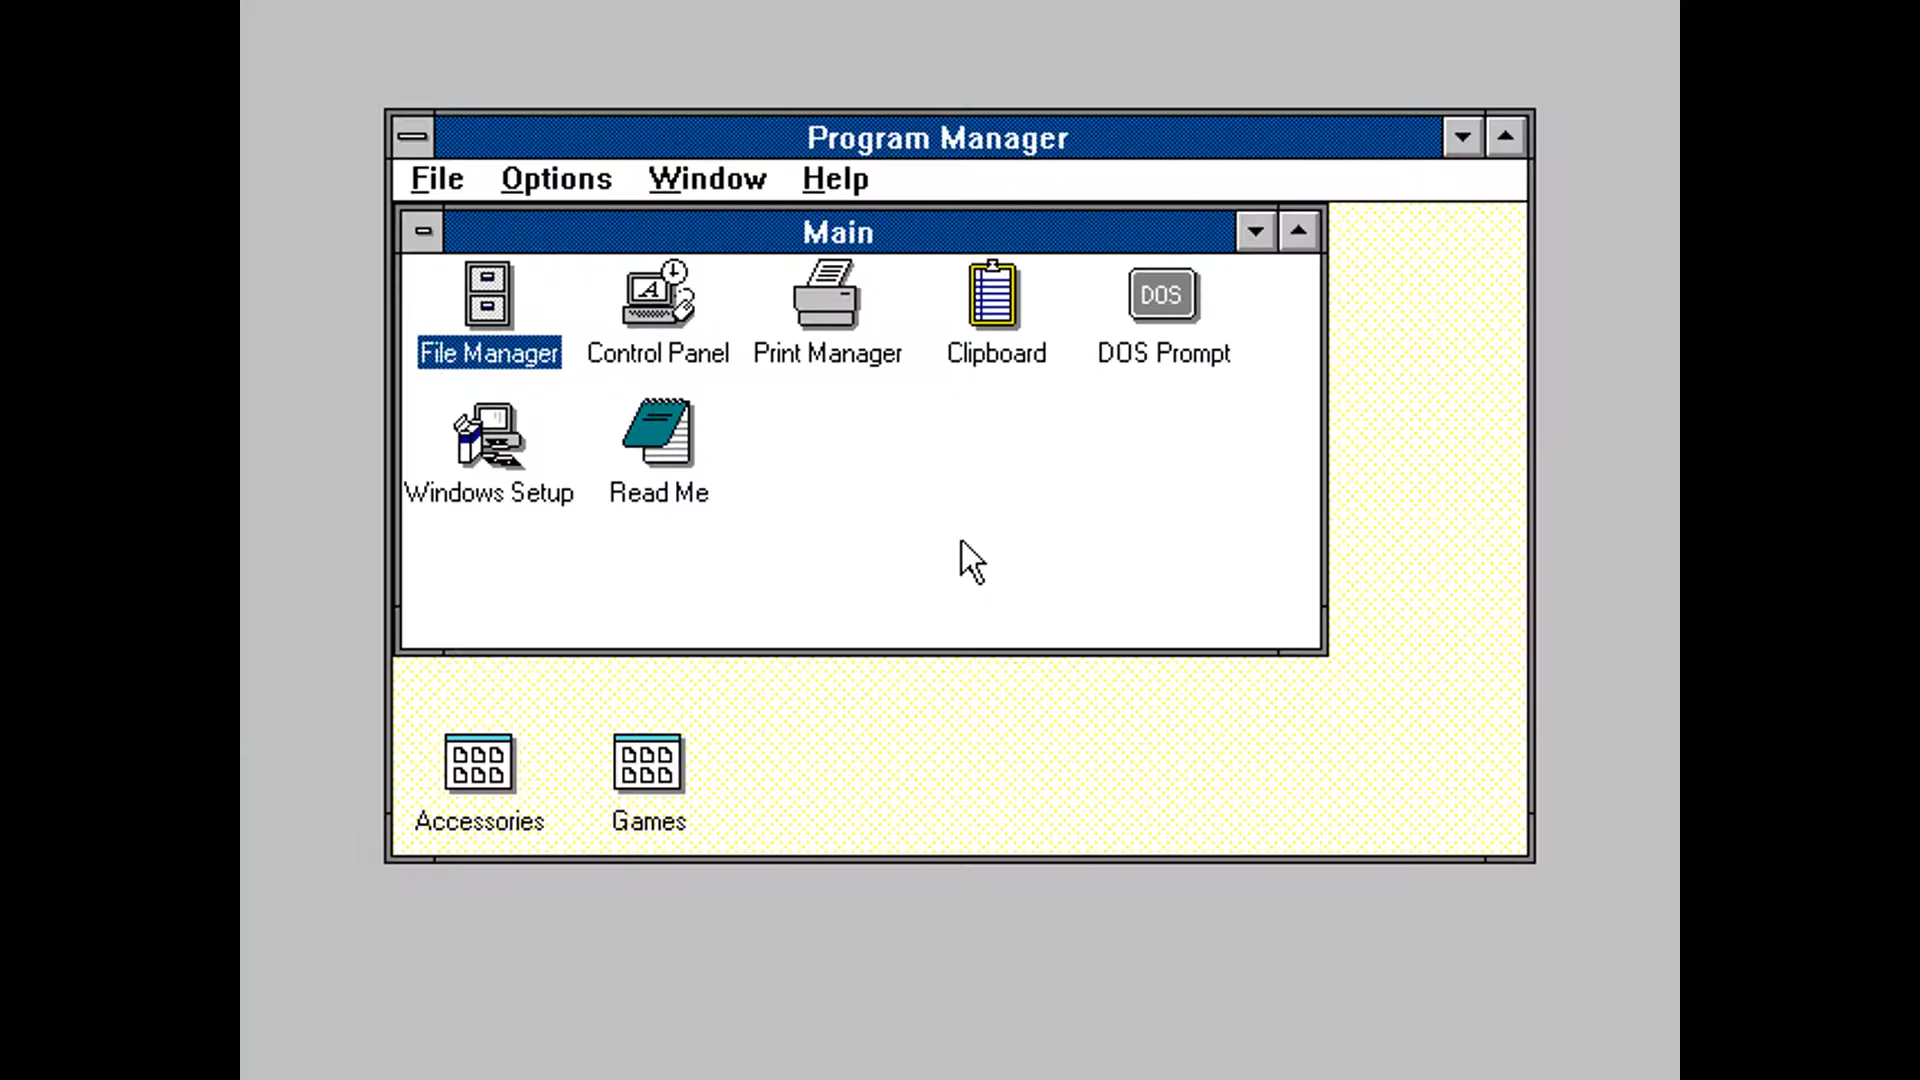 Program Manager
File Options Window Help
Main
A
DOS
File Manager Control Panel Print Manager Clipboard DOS Prompt
Windows Setup Read Me
Accessories Games